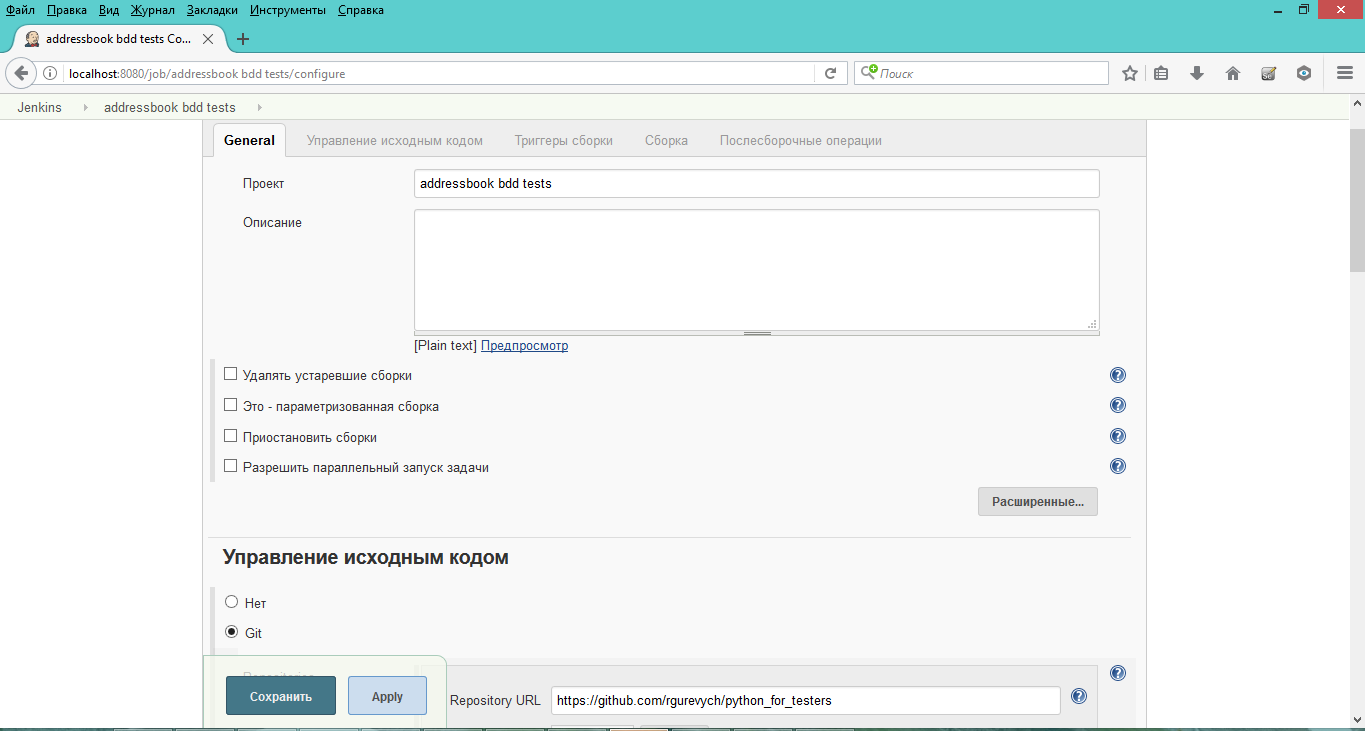 Файл Правка Вид Журнал Закладки Инструменты Справка
addressbook bdd tests Co...
localhost:8080/job/addressbook bdd tests/configure
Поиск
Jenkins addressbook bdd tests
General Управление исходным кодом Триггеры сборки Сборка Послесборочные операции
Проект addressbook bdd tests
Описание
[Plain text] Предпросмотр
Удалять устаревшие сборки
Это - параметризованная сборка
Приостановить сборки
Разрешить параллельный запуск задачи
Расширенные...
Управление исходным кодом
Нет
Git
Repositories
Сохранить Apply
Repository URL https://github.com/rgurevych/python_for_testers